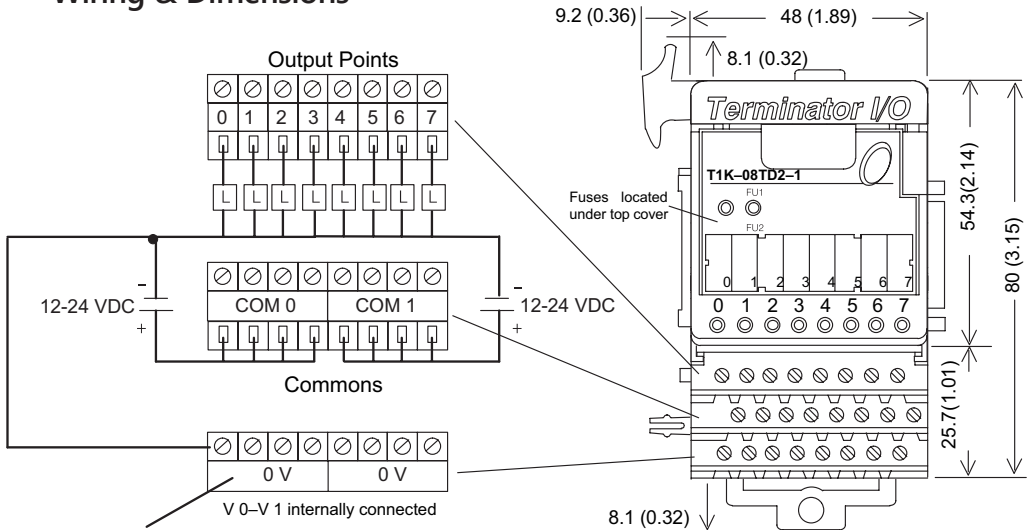 Wiring & Dimensions
9.2 (0.36)
48 (1.89)
8.1 (0.32)
Output Points
0 1 2 3 4 5 6 7
L L L L L L L L
Terminator I/O
T1K–08TD2–1
Fuses located
under top cover
FU1
FU2
0 1 2 3 4 5 6 7
0 1 2 3 4 5 6 7
54.3(2.14)
80 (3.15)
25.7(1.01)
-
12-24 VDC
+
COM 0 COM 1
-
12-24 VDC
+
Commons
0 V 0 V
V 0–V 1 internally connected
8.1 (0.32)